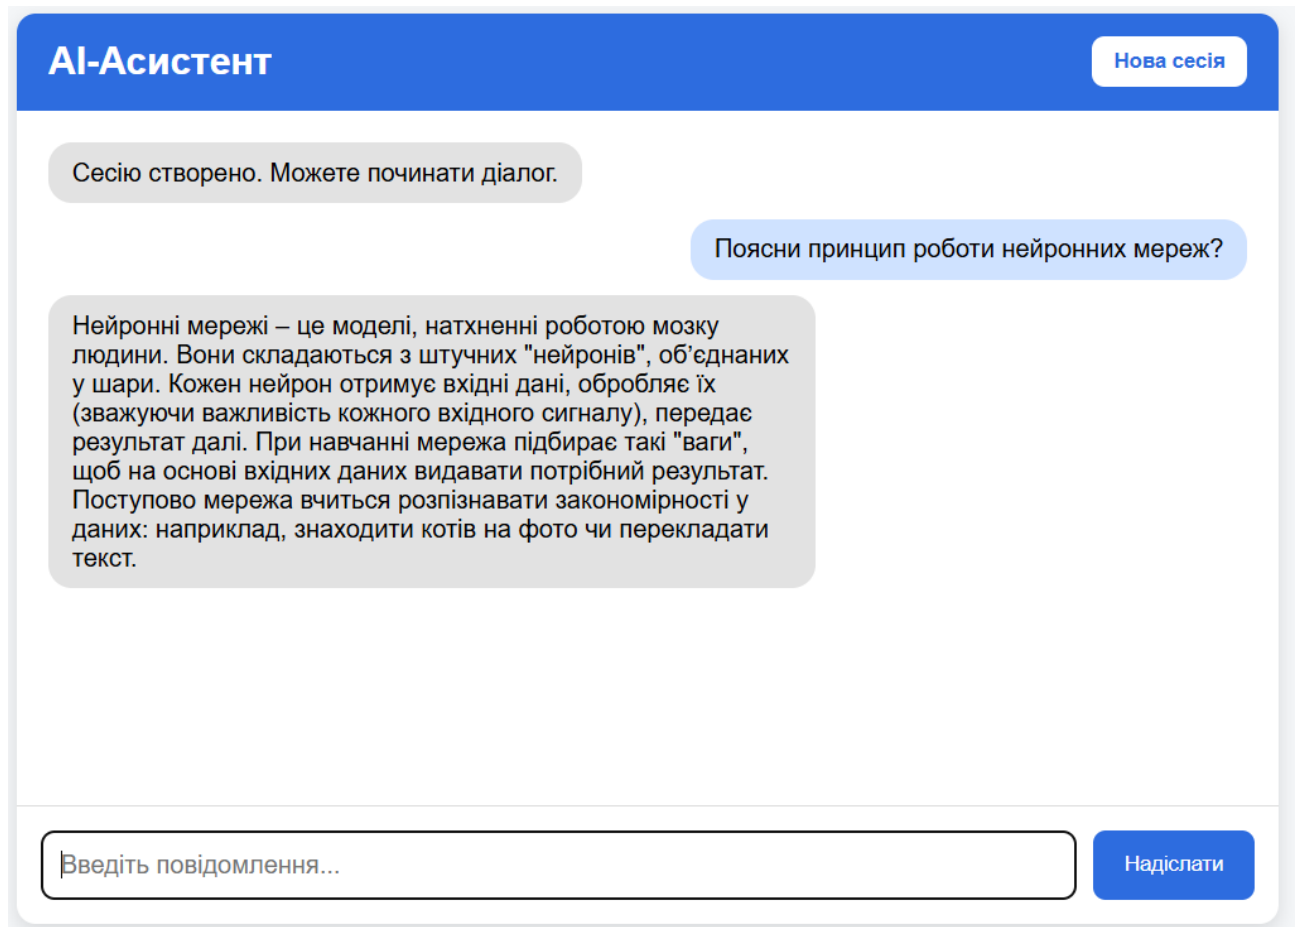 AI-Асистент
Нова сесія
Сесію створено. Можете починати діалог.
Поясни принцип роботи нейронних мереж?
Нейронні мережі – це моделі, натхненні роботою мозку
людини. Вони складаються з штучних "нейронів", об’єднаних
у шари. Кожен нейрон отримує вхідні дані, обробляє їх
(зважуючи важливість кожного вхідного сигналу), передає
результат далі. При навчанні мережа підбирає такі "ваги",
щоб на основі вхідних даних видавати потрібний результат.
Поступово мережа вчиться розпізнавати закономірності у
даних: наприклад, знаходити котів на фото чи перекладати
текст.
Введіть повідомлення...
Надіслати